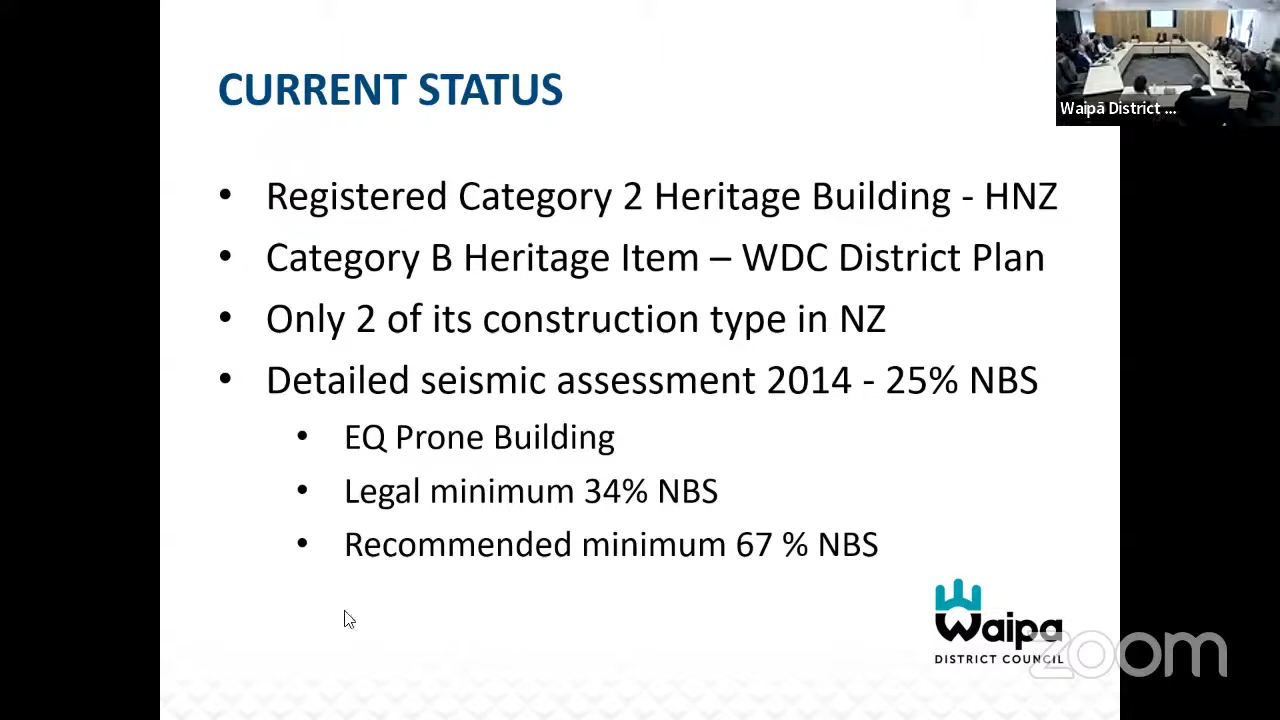 CURRENT STATUS
Waipā District ...
• Registered Category 2 Heritage Building - HNZ
• Category B Heritage Item – WDC District Plan
• Only 2 of its construction type in NZ
• Detailed seismic assessment 2014 - 25% NBS
• EQ Prone Building
• Legal minimum 34% NBS
• Recommended minimum 67 % NBS
Waipa
DISTRICT COUNCIL
zoom